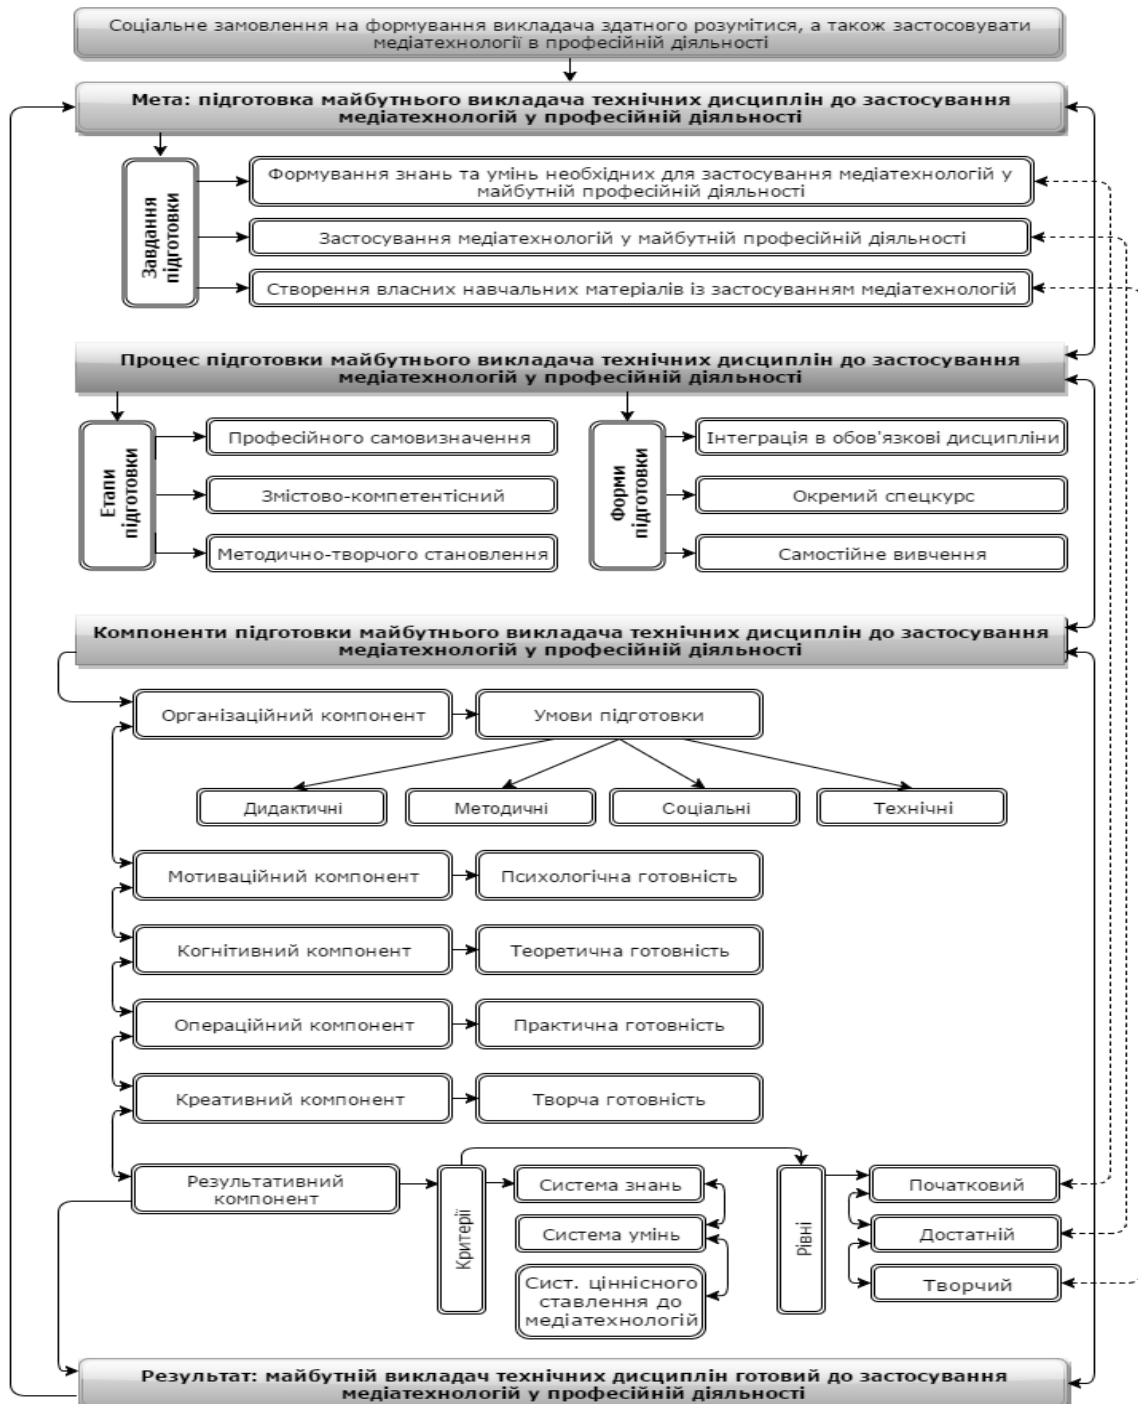 Соціальне замовлення на формування викладача здатного розумітися, а також застосовувати
медіатехнології в професійній діяльності
Мета: підготовка майбутнього викладача технічних дисциплін до застосування
медіатехнологій у професійній діяльності
Завдання
підготовки
Формування знань та умінь необхідних для застосування медіатехнологій у
майбутній професійній діяльності
Застосування медіатехнологій у майбутній професійній діяльності
Створення власних навчальних матеріалів із застосуванням медіатехнологій
Процес підготовки майбутнього викладача технічних дисциплін до застосування
медіатехнологій у професійній діяльності
Етапи
підготовки
Професійного самовизначення
Змістово-компетентісний
Методично-творчого становлення
Форми
підготовки
Інтеграція в обов'язкові дисципліни
Окремий спецкурс
Самостійне вивчення
Компоненти підготовки майбутнього викладача технічних дисциплін до застосування
медіатехнологій у професійній діяльності
Організаційний компонент
Умови підготовки
Дидактичні
Методичні
Соціальні
Технічні
Мотиваційний компонент
Психологічна готовність
Когнітивний компонент
Теоретична готовність
Операційний компонент
Практична готовність
Креативний компонент
Творча готовність
Результативний
компонент
Критерії
Система знань
Система умінь
Сист. ціннісного
ставлення до
медіатехнологій
Рівні
Початковий
Достатній
Творчий
Результат: майбутній викладач технічних дисциплін готовий до застосування
медіатехнологій у професійній діяльності